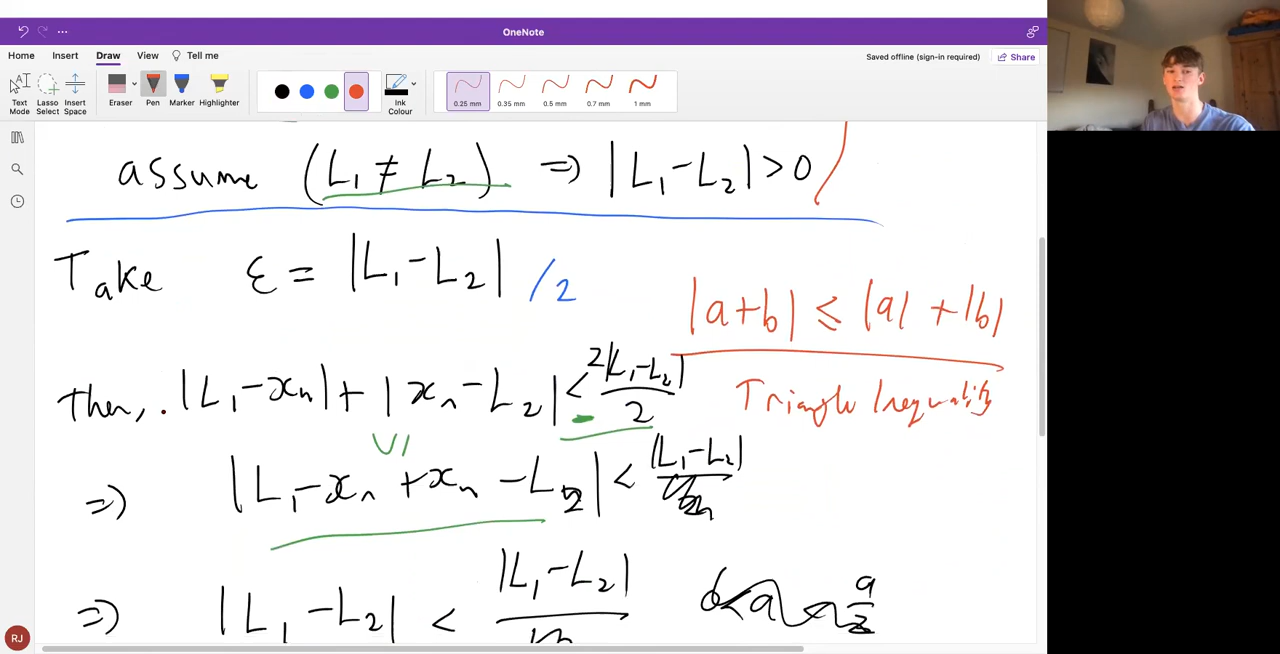 OneNote
Home Insert Draw View Tell me
Saved offline (sign-in required) Share
Text Mode Lasso Select Insert Space Eraser Pen Marker Highlighter Ink Colour 0.25 mm 0.35 mm 0.5 mm 0.7 mm 1 mm
assume (L₁ ≠ L₂) ⇒ |L₁-L₂| > 0
Take ε = |L₁-L₂| /2
|a+b| ≤ |a| + |b|
Triangle Inequality
then, |L₁-xₙ| + |xₙ-L₂| < 2|L₁-L₂|/2
V/
⇒ |L₁-xₙ+xₙ-L₂| < |L₁-L₂|
⇒ |L₁-L₂| < |L₁-L₂|
RJ